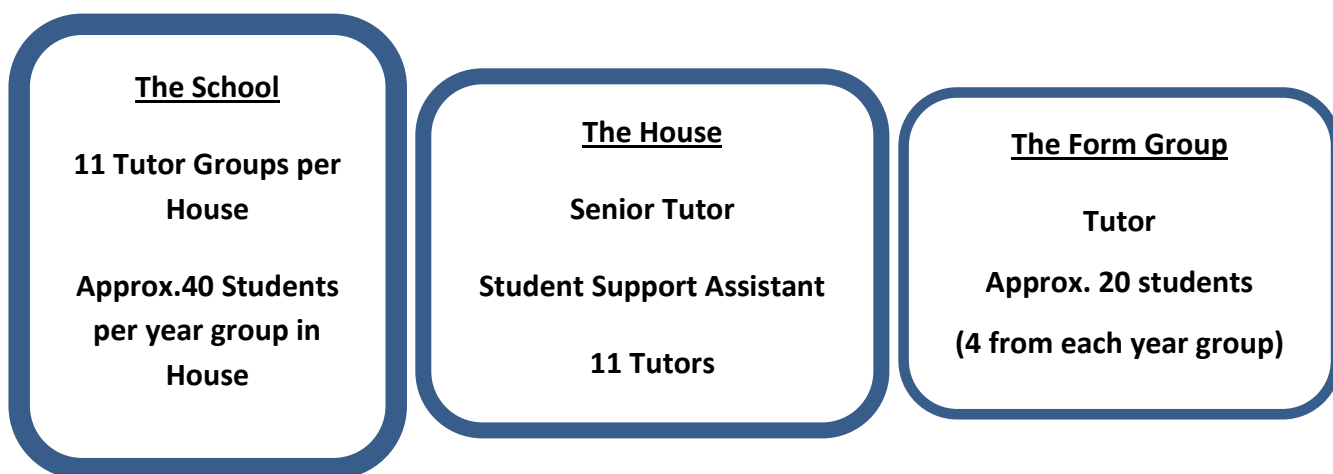 The School
11 Tutor Groups per
House
Approx.40 Students
per year group in
House
The House
Senior Tutor
Student Support Assistant
11 Tutors
The Form Group
Tutor
Approx. 20 students
(4 from each year group)